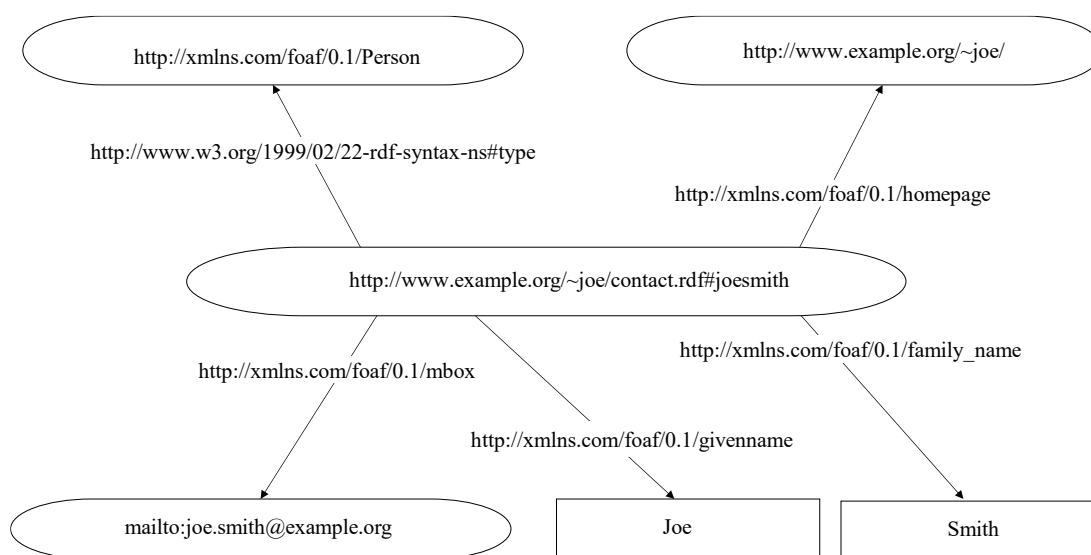 http://xmlns.com/foaf/0.1/Person
http://www.example.org/~joe/
http://www.w3.org/1999/02/22-rdf-syntax-ns#type
http://xmlns.com/foaf/0.1/homepage
http://www.example.org/~joe/contact.rdf#joesmith
http://xmlns.com/foaf/0.1/family_name
http://xmlns.com/foaf/0.1/mbox
http://xmlns.com/foaf/0.1/givenname
mailto:joe.smith@example.org
Joe
Smith